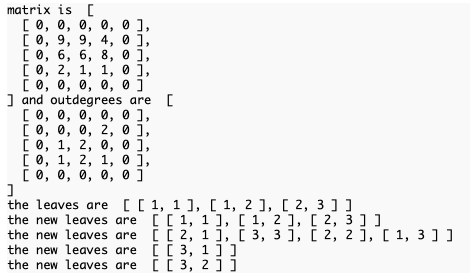 matrix is  [
  [ 0, 0, 0, 0, 0 ],
  [ 0, 9, 9, 4, 0 ],
  [ 0, 6, 6, 8, 0 ],
  [ 0, 2, 1, 1, 0 ],
  [ 0, 0, 0, 0, 0 ]
] and outdegrees are  [
  [ 0, 0, 0, 0, 0 ],
  [ 0, 0, 0, 2, 0 ],
  [ 0, 1, 2, 0, 0 ],
  [ 0, 1, 2, 1, 0 ],
  [ 0, 0, 0, 0, 0 ]
]
the leaves are  [ [ 1, 1 ], [ 1, 2 ], [ 2, 3 ] ]
the new leaves are  [ [ 1, 1 ], [ 1, 2 ], [ 2, 3 ] ]
the new leaves are  [ [ 2, 1 ], [ 3, 3 ], [ 2, 2 ], [ 1, 3 ] ]
the new leaves are  [ [ 3, 1 ] ]
the new leaves are  [ [ 3, 2 ] ]